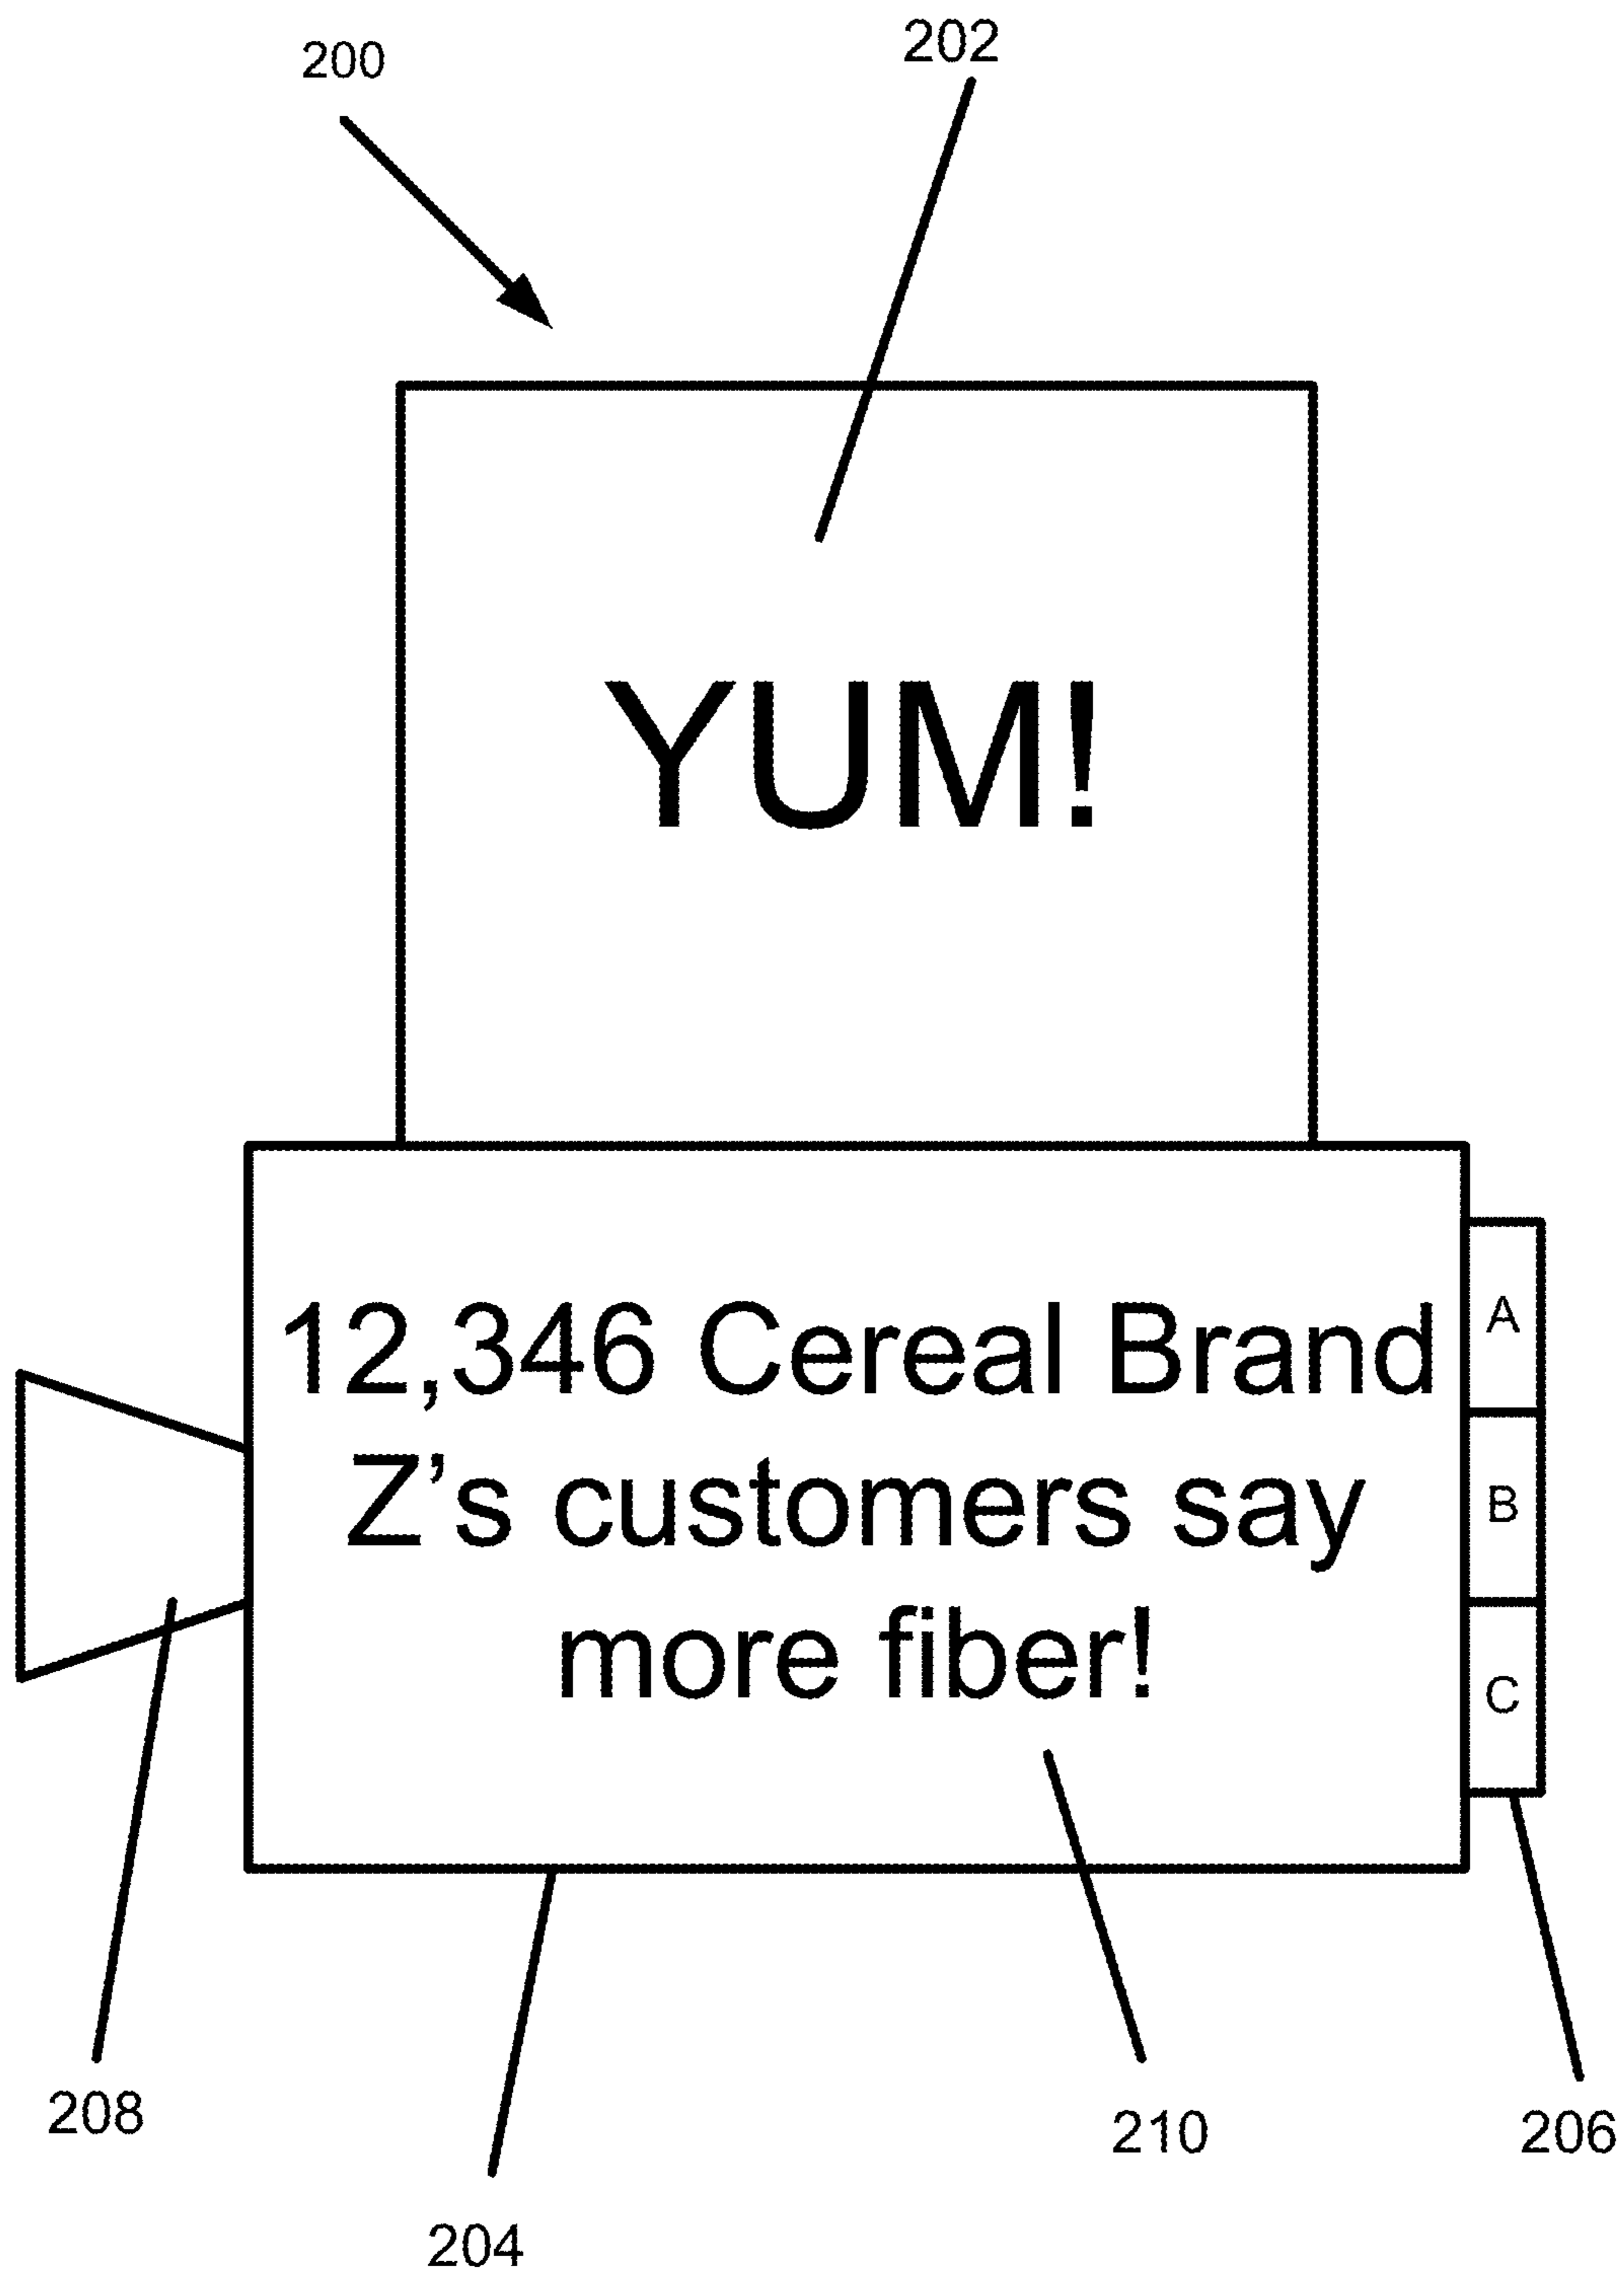 200
202
YUM!
12,346 Cereal Brand
Z’s customers say
more fiber!
A
B
C
208
210
206
204